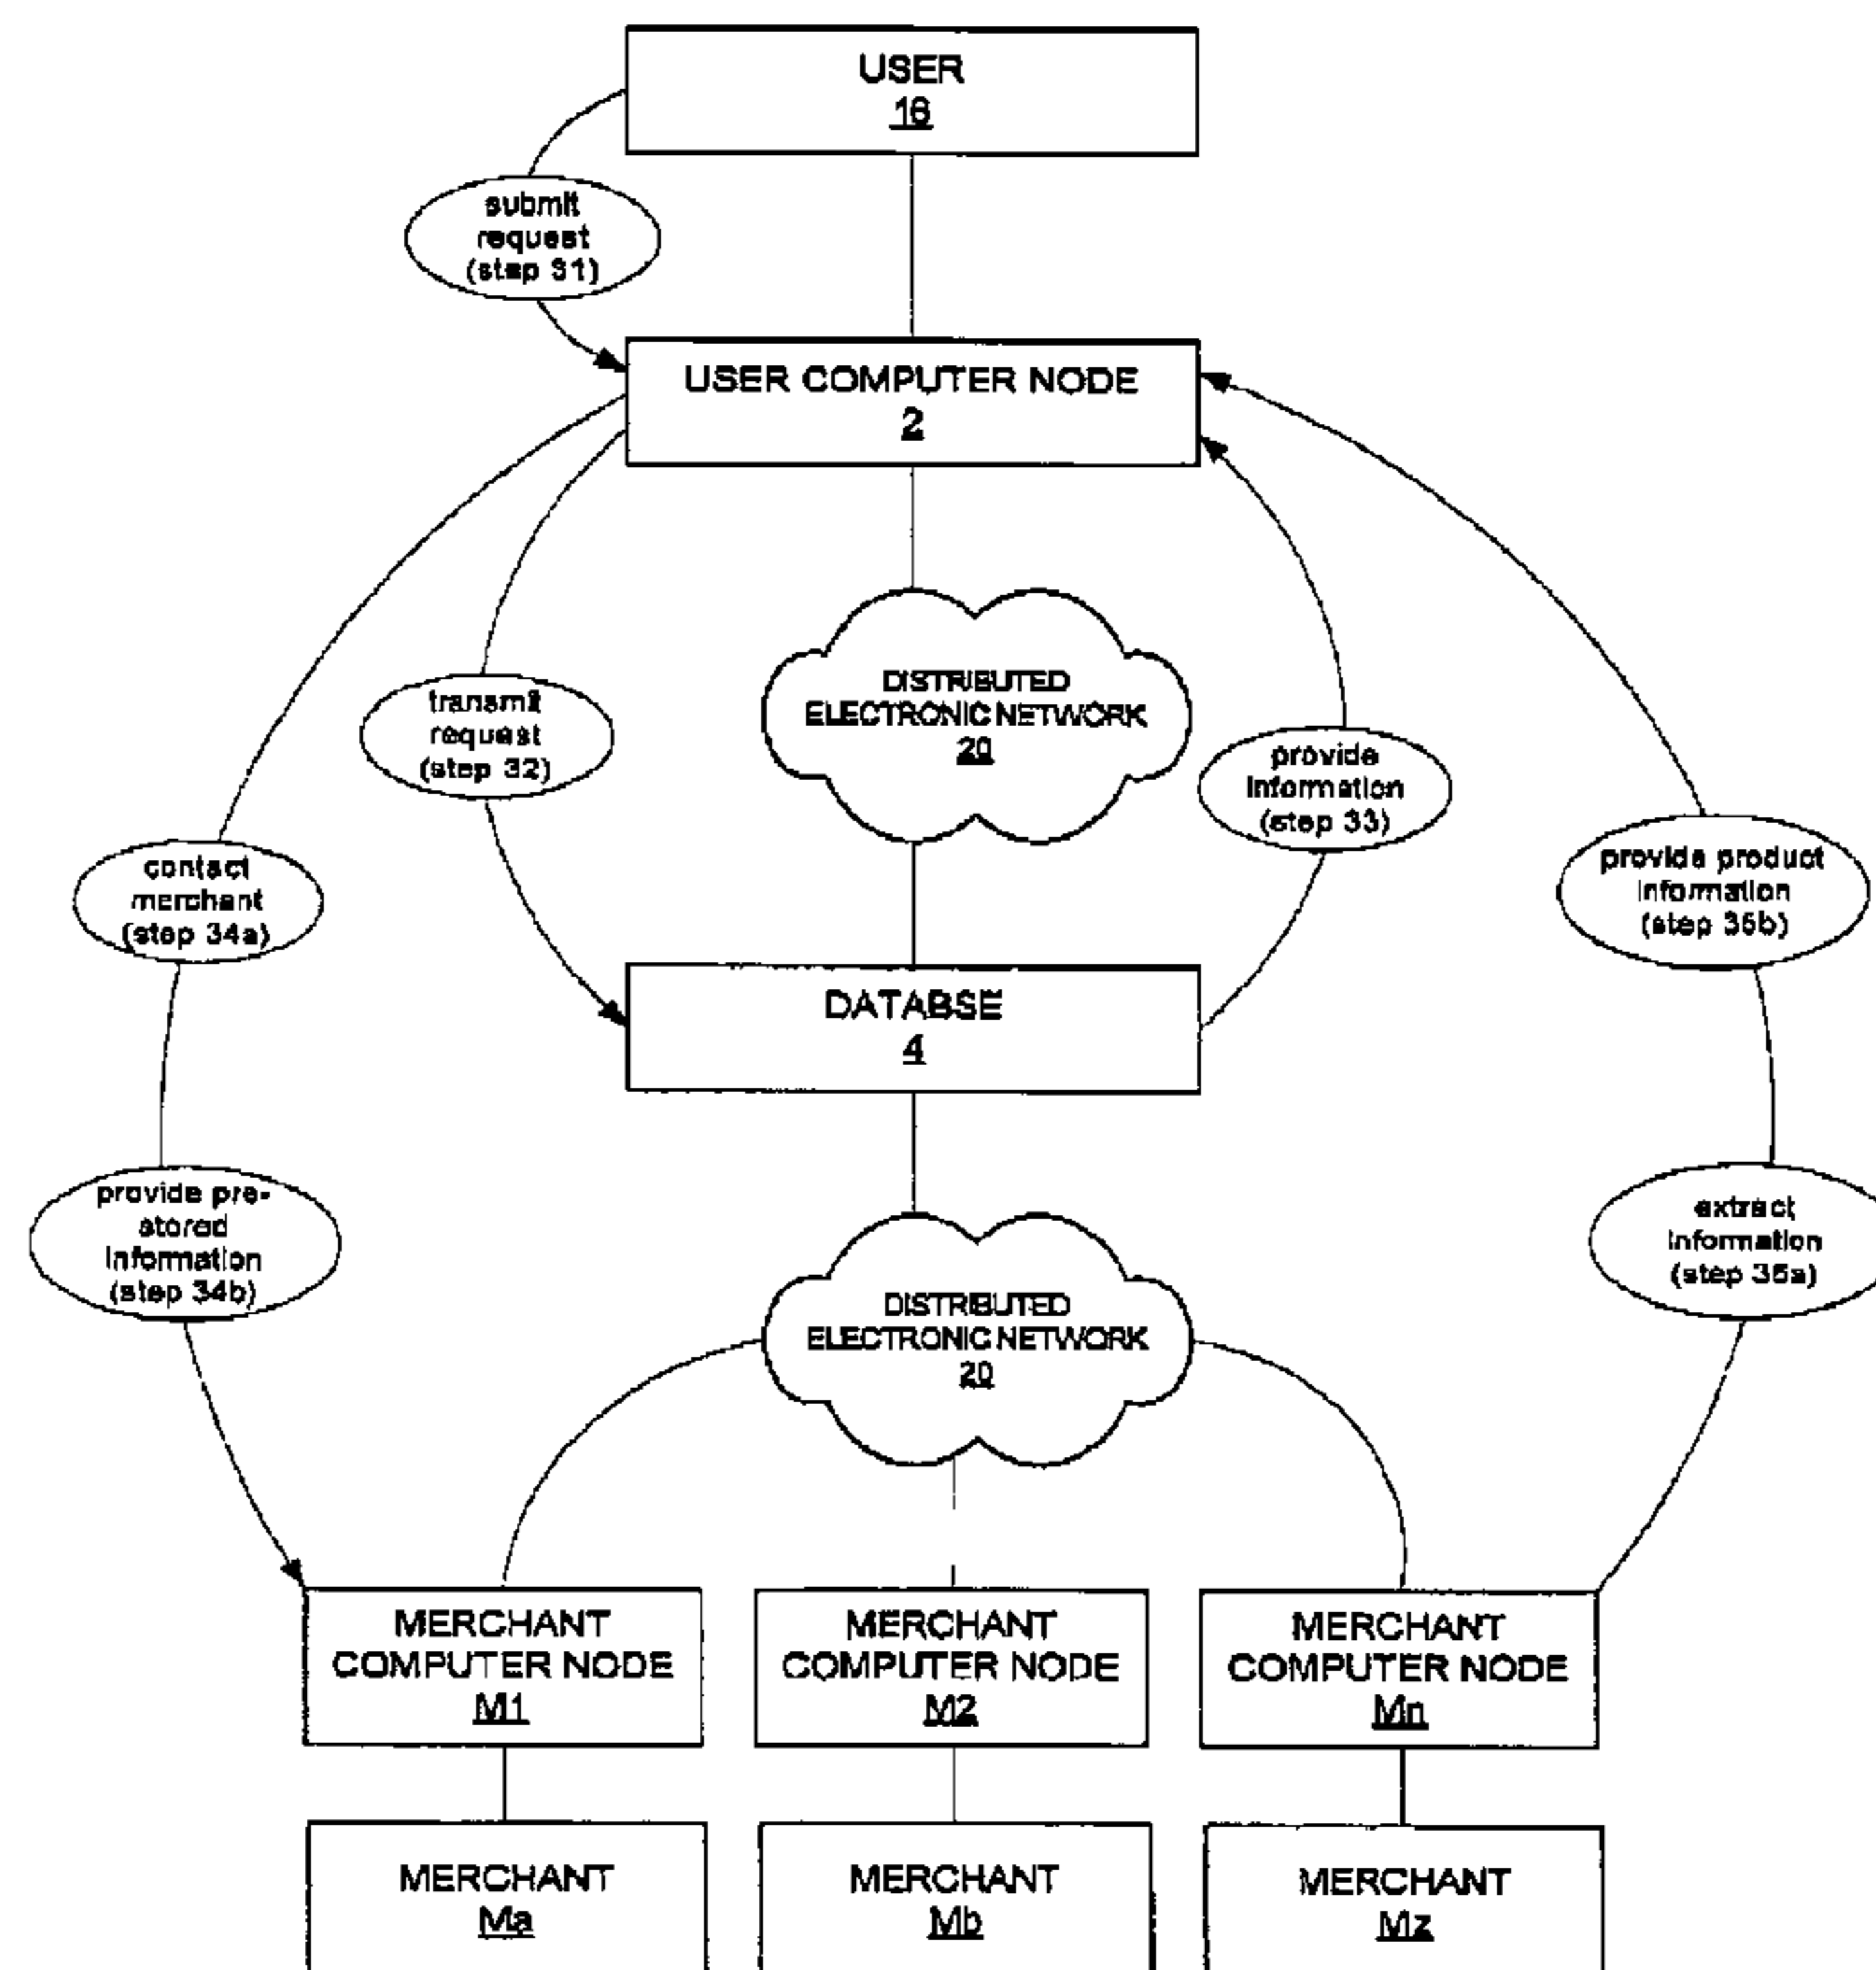 USER
16
submit
request
(step 31)
USER COMPUTER NODE
2
DISTRIBUTED
ELECTRONIC NETWORK
20
transmit
request
(step 32)
provide
information
(step 33)
contact
merchant
(step 34a)
provide product
information
(step 35b)
DATABSE
4
provide pre-
stored
information
(step 34b)
extract
information
(step 35a)
DISTRIBUTED
ELECTRONIC NETWORK
20
MERCHANT
COMPUTER NODE
M1
MERCHANT
COMPUTER NODE
M2
MERCHANT
COMPUTER NODE
Mn
MERCHANT
Ma
MERCHANT
Mb
MERCHANT
Mz